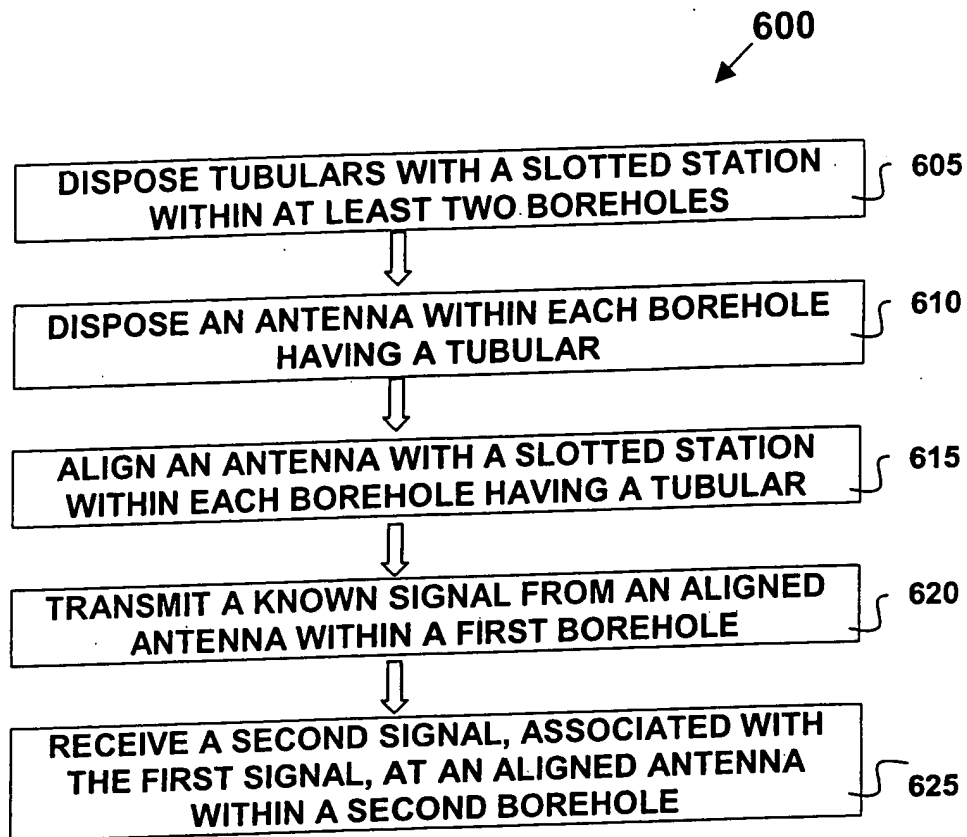 600
DISPOSE TUBULARS WITH A SLOTTED STATION
WITHIN AT LEAST TWO BOREHOLES
605
DISPOSE AN ANTENNA WITHIN EACH BOREHOLE
HAVING A TUBULAR
610
ALIGN AN ANTENNA WITH A SLOTTED STATION
WITHIN EACH BOREHOLE HAVING A TUBULAR
615
TRANSMIT A KNOWN SIGNAL FROM AN ALIGNED
ANTENNA WITHIN A FIRST BOREHOLE
620
RECEIVE A SECOND SIGNAL, ASSOCIATED WITH
THE FIRST SIGNAL, AT AN ALIGNED ANTENNA
WITHIN A SECOND BOREHOLE
625